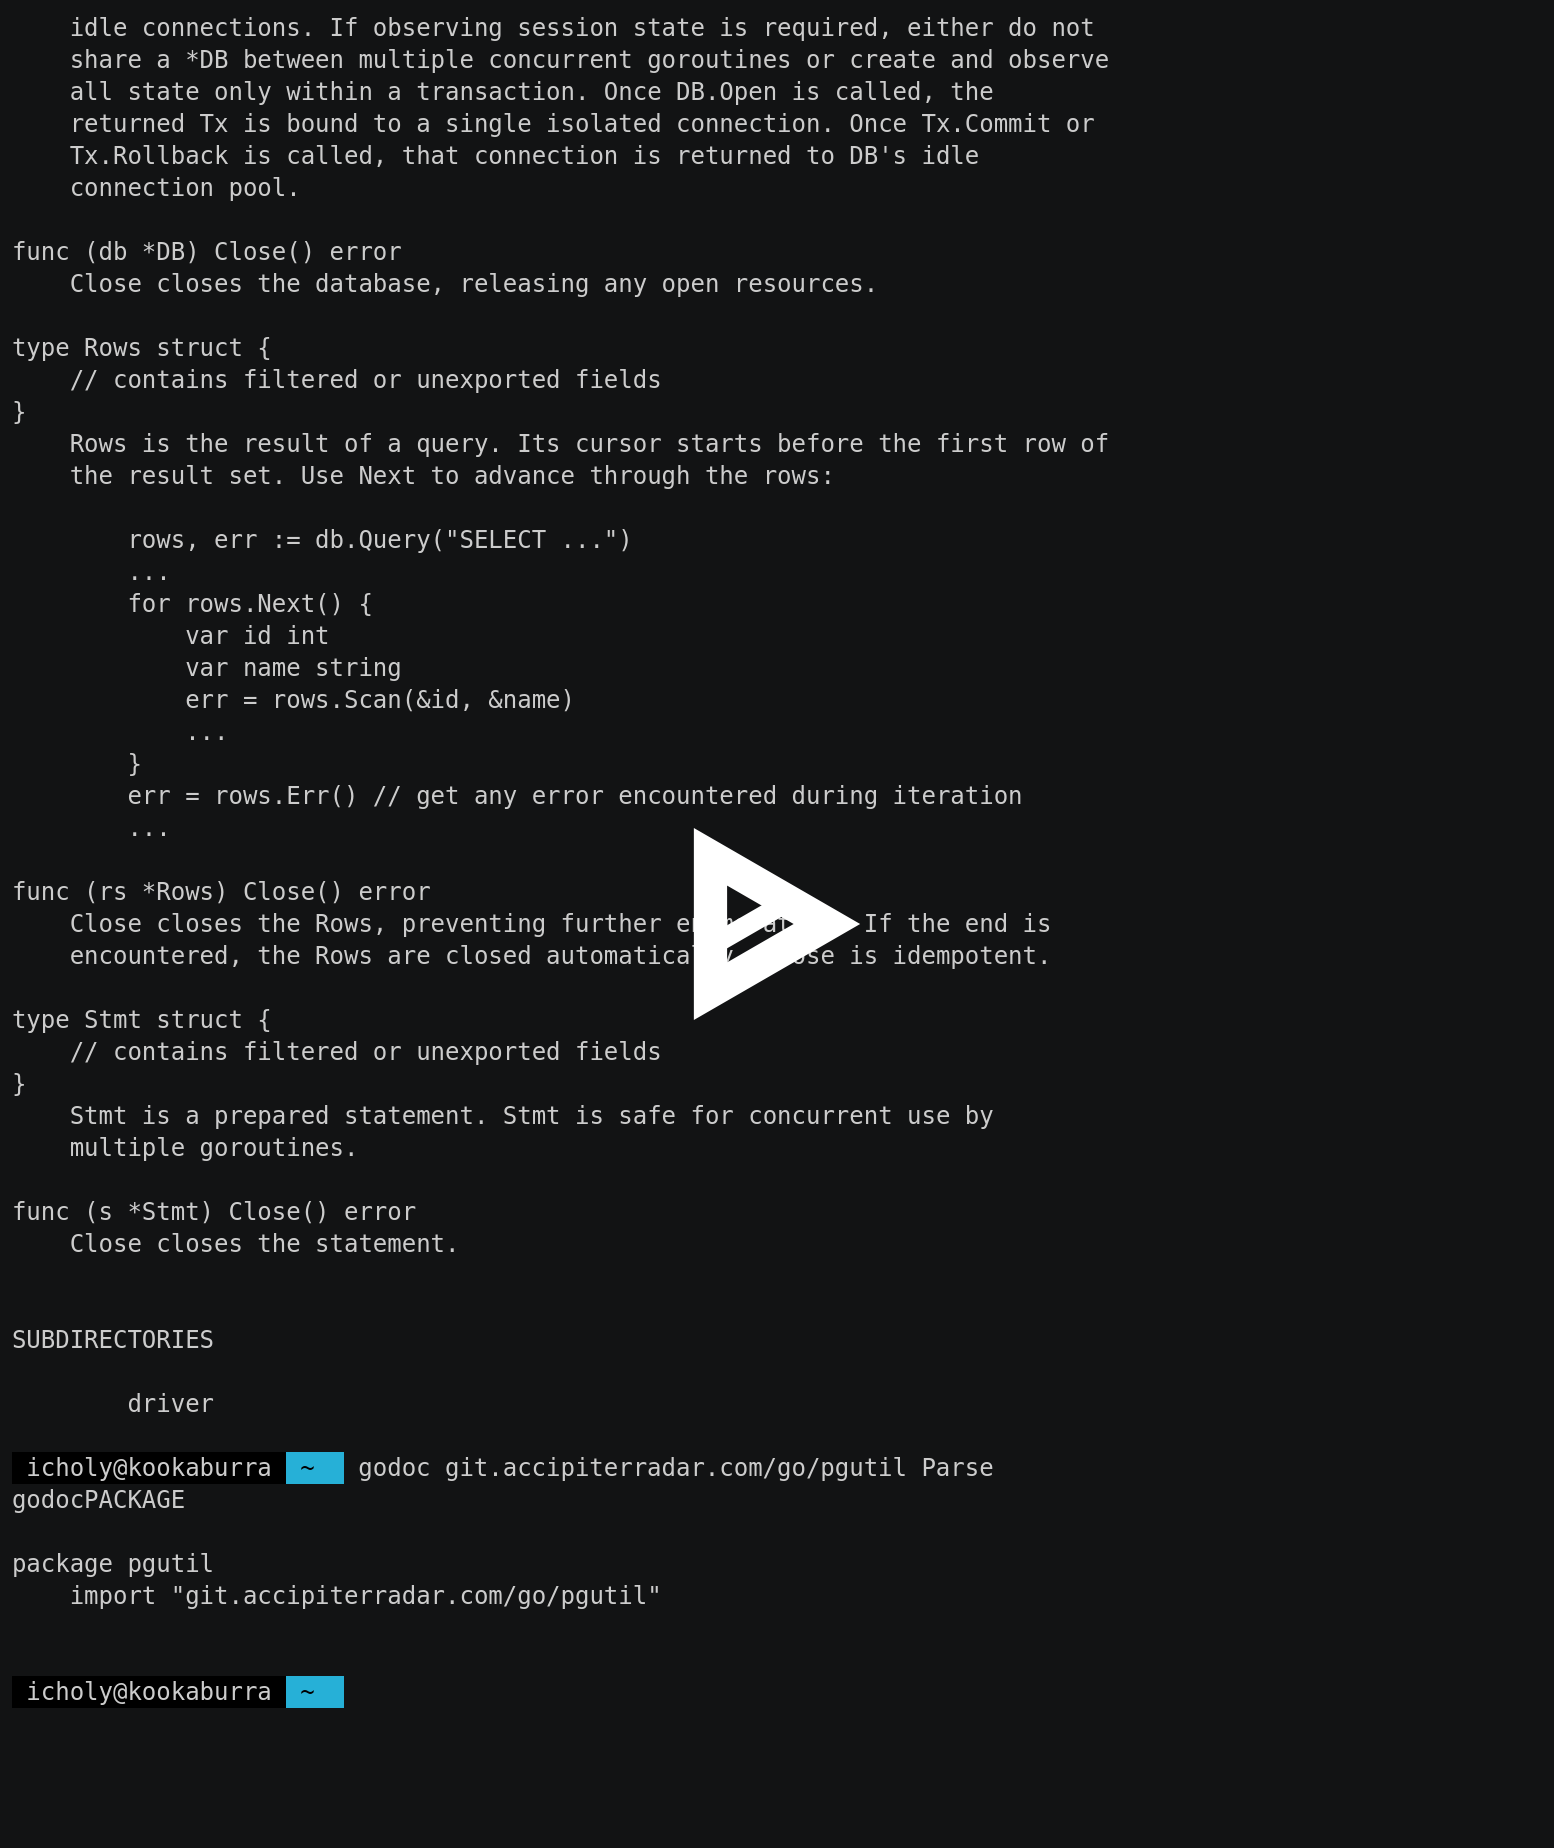 idle connections. If observing session state is required, either do not
    share a *DB between multiple concurrent goroutines or create and observe
    all state only within a transaction. Once DB.Open is called, the
    returned Tx is bound to a single isolated connection. Once Tx.Commit or
    Tx.Rollback is called, that connection is returned to DB's idle
    connection pool.

func (db *DB) Close() error
    Close closes the database, releasing any open resources.

type Rows struct {
    // contains filtered or unexported fields
}
    Rows is the result of a query. Its cursor starts before the first row of
    the result set. Use Next to advance through the rows:

        rows, err := db.Query("SELECT ...")
        ...
        for rows.Next() {
            var id int
            var name string
            err = rows.Scan(&id, &name)
            ...
        }
        err = rows.Err() // get any error encountered during iteration
        ...

func (rs *Rows) Close() error
    Close closes the Rows, preventing further If the end is
    encountered, the Rows are closed is idempotent.

type Stmt struct {
    // contains filtered or unexported fields
}
    Stmt is a prepared statement. Stmt is safe for concurrent use by
    multiple goroutines.

func (s *Stmt) Close() error
    Close closes the statement.


SUBDIRECTORIES

        driver

 icholy@kookaburra  ~   godoc git.accipiterradar.com/go/pgutil Parse
godocPACKAGE

package pgutil
    import "git.accipiterradar.com/go/pgutil"


 icholy@kookaburra  ~